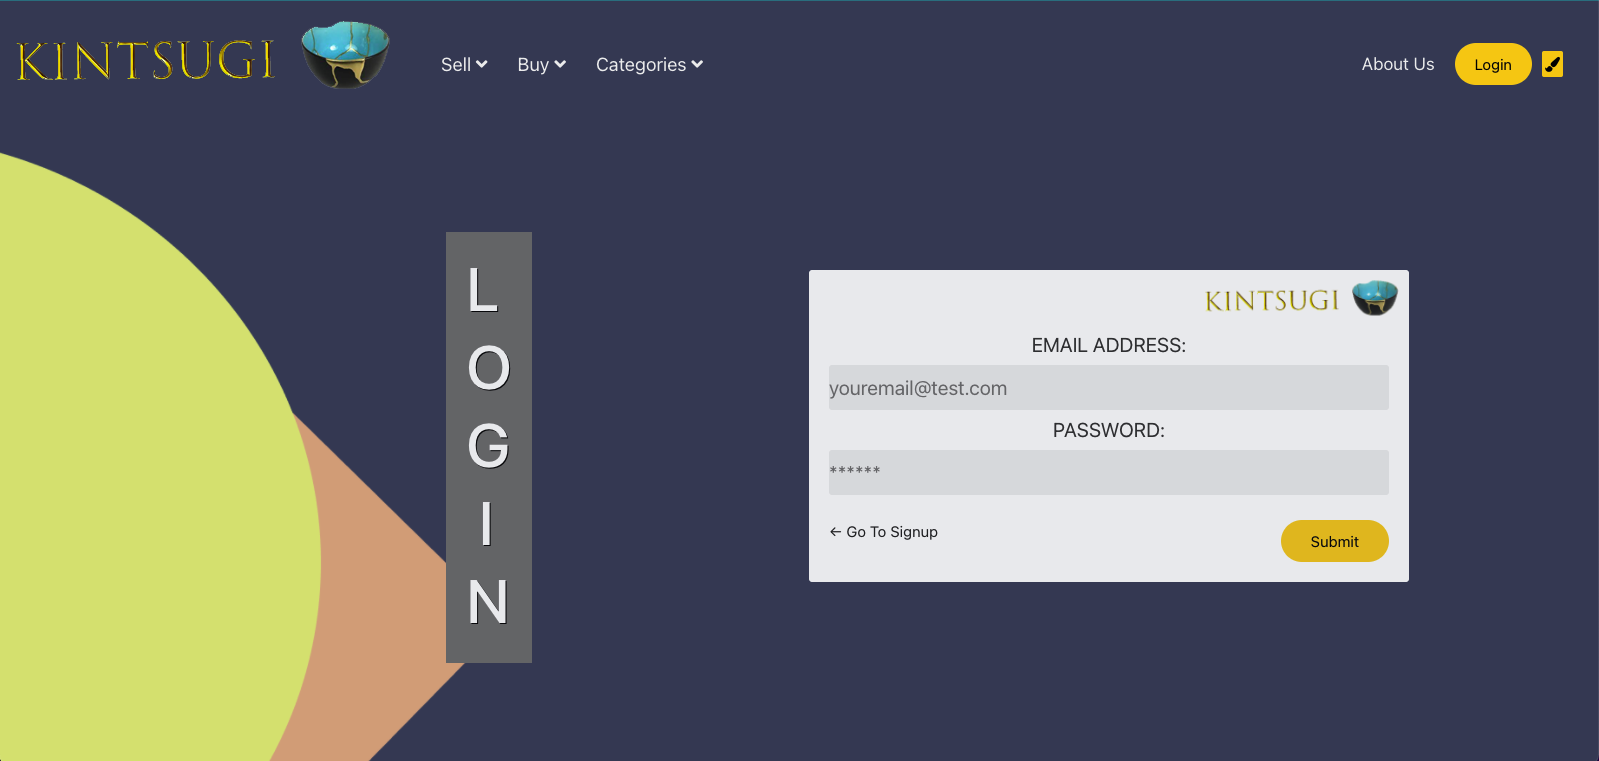 KINTSUGI
Sell Buy Categories
About Us Login
L
O
G
I
N
KINTSUGI
EMAIL ADDRESS:
youremail@test.com
PASSWORD:
******
← Go To Signup
Submit